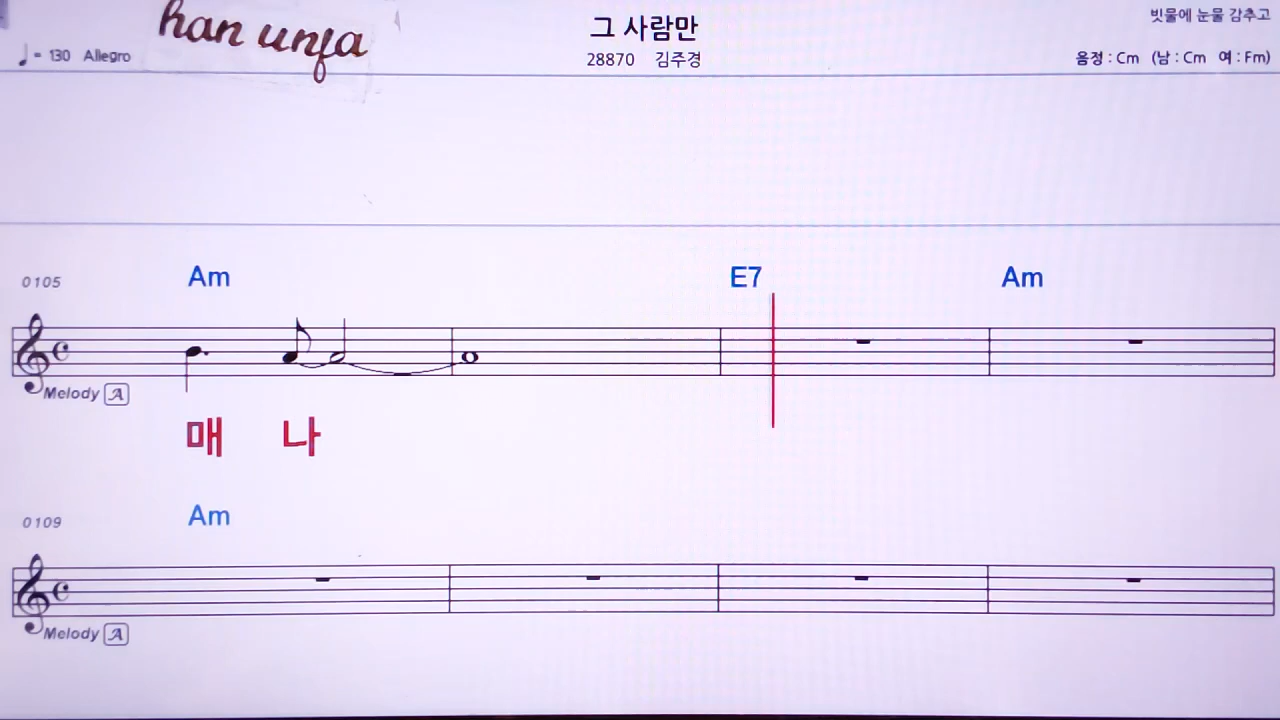 han unfa
그 사람만
빗물에 눈물 감추고
♩= 130 Allegro
28870 김주경
음정 : Cm (남 : Cm 여 : Fm)
0105 Am E7 Am
Melody A
매 나
0109 Am
Melody A